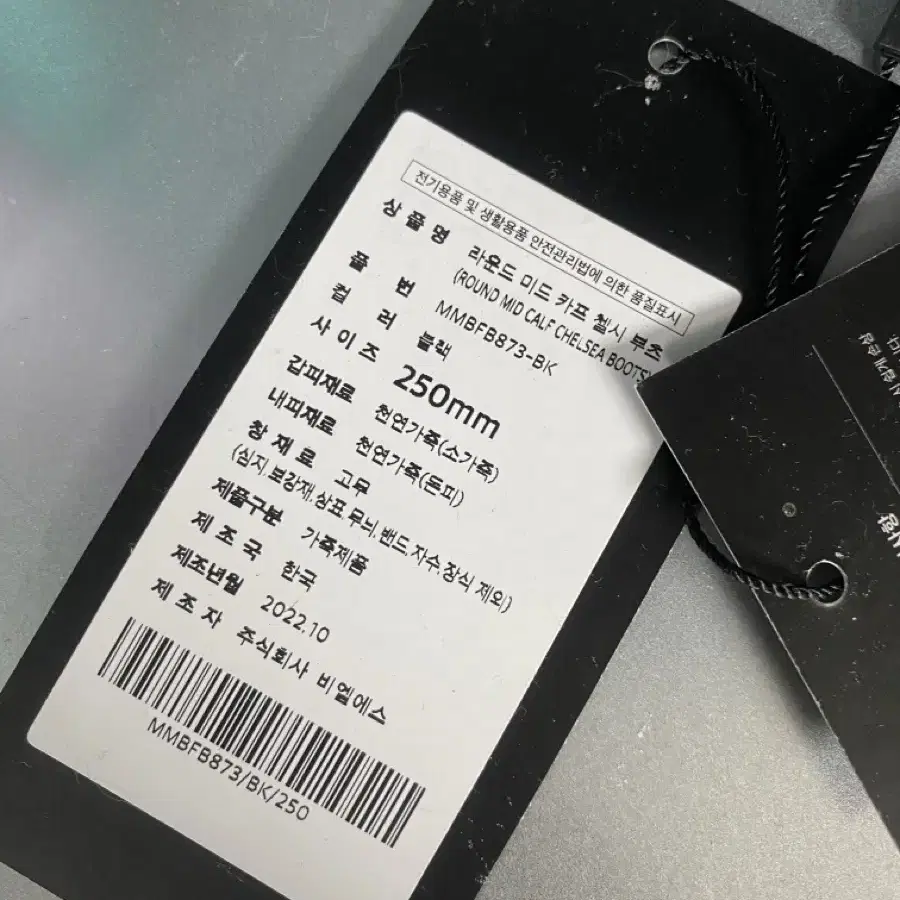 전기용품 및 생활용품 안전관리법에 의한 품질표시
상 품 명 라운드 미드 카프 첼시 부츠
(ROUND MID CALF CHELSEA BOOTS)
품 번 MMBFB873-BK
컬 러 블랙
사 이 즈 250mm
갑피재료 천연가죽(소가죽)
내피재료 천연가죽(돈피)
창 재 료 고무
(심지,보강재,상표,무늬,밴드,자수,장식 제외)
제품구분 가죽제품
제 조 국 한국
제조년월 2022.10
제 조 자 주식회사 비엘에스
MMBFB873/BK/250